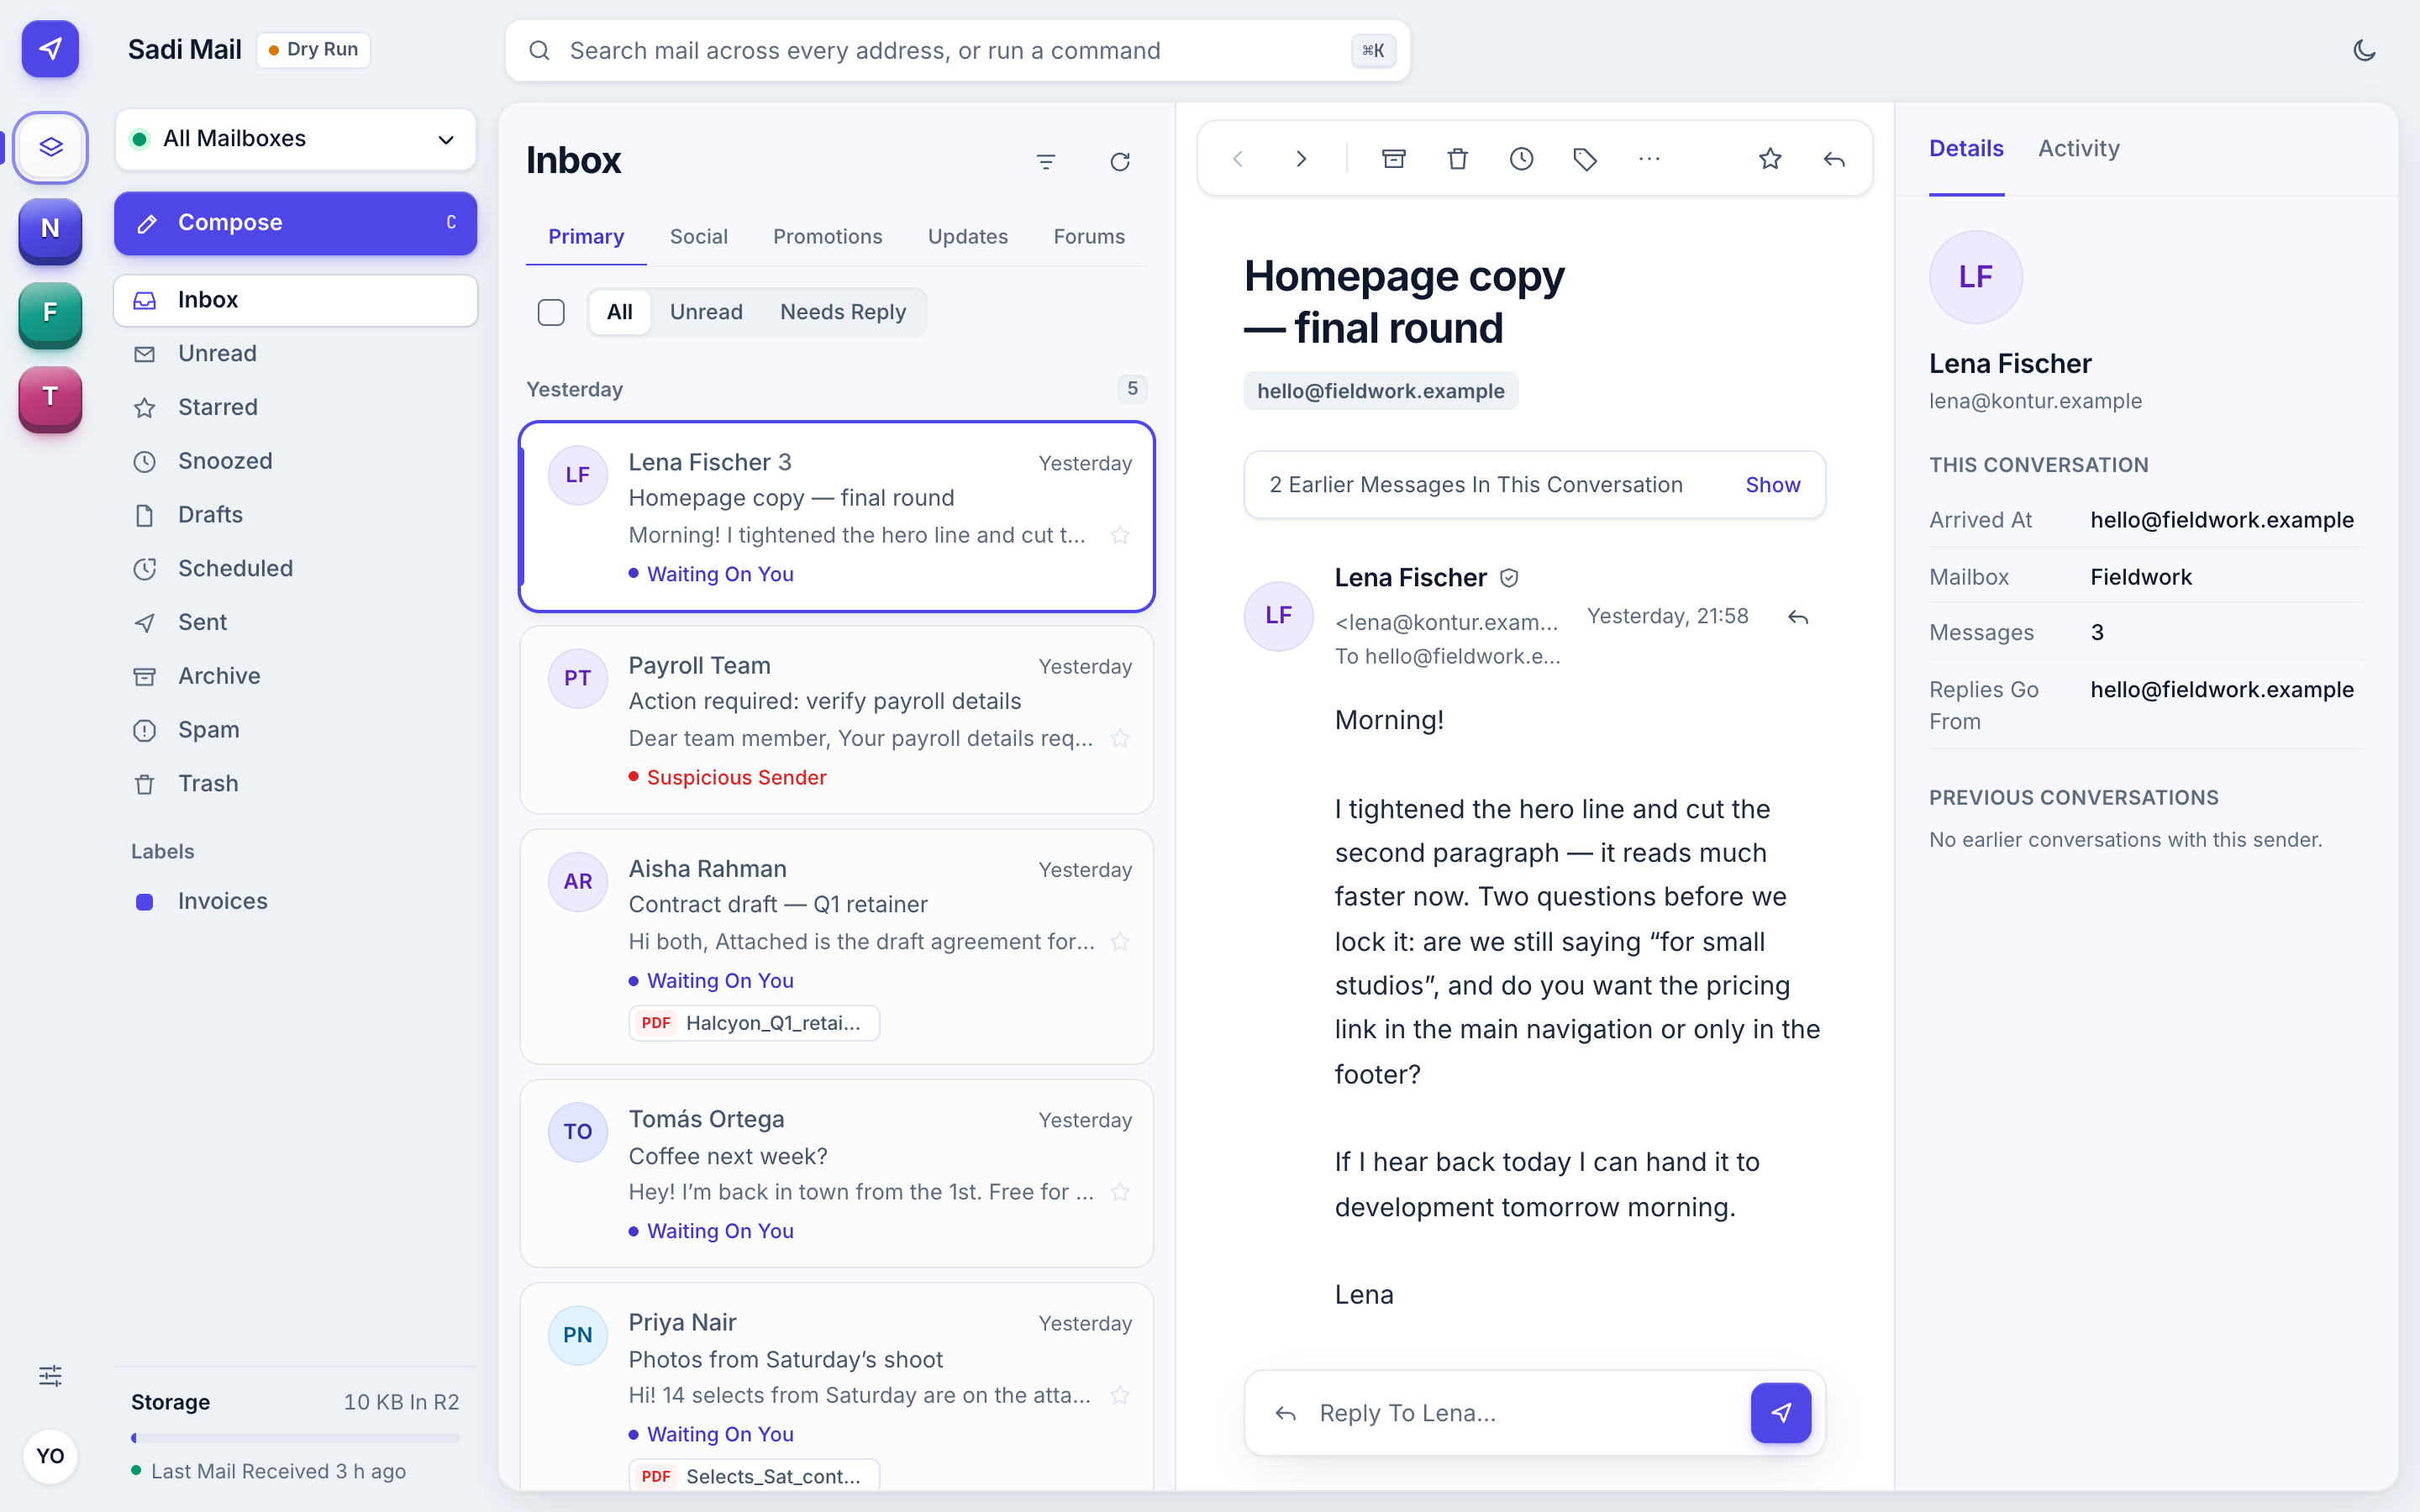 Sadi Mail
Dry Run
Search mail across every address, or run a command
⌘K
N
F
T
All Mailboxes
Compose
C
Inbox
Unread
Starred
Snoozed
Drafts
Scheduled
Sent
Archive
Spam
Trash
Labels
Invoices
Storage
10 KB In R2
Last Mail Received 3 h ago
YO
Inbox
Primary
Social
Promotions
Updates
Forums
All
Unread
Needs Reply
Yesterday
5
LF
Lena Fischer 3
Yesterday
Homepage copy — final round
Morning! I tightened the hero line and cut t...
Waiting On You
PT
Payroll Team
Yesterday
Action required: verify payroll details
Dear team member, Your payroll details req...
Suspicious Sender
AR
Aisha Rahman
Yesterday
Contract draft — Q1 retainer
Hi both, Attached is the draft agreement for...
Waiting On You
PDF
Halcyon_Q1_retai...
TO
Tomás Ortega
Yesterday
Coffee next week?
Hey! I’m back in town from the 1st. Free for ...
Waiting On You
PN
Priya Nair
Yesterday
Photos from Saturday’s shoot
Hi! 14 selects from Saturday are on the atta...
Waiting On You
PDF
Selects_Sat_cont...
Homepage copy
— final round
hello@fieldwork.example
2 Earlier Messages In This Conversation
Show
LF
Lena Fischer
<lena@kontur.exam...
To hello@fieldwork.e...
Yesterday, 21:58
Morning!
I tightened the hero line and cut the
second paragraph — it reads much
faster now. Two questions before we
lock it: are we still saying “for small
studios”, and do you want the pricing
link in the main navigation or only in the
footer?
If I hear back today I can hand it to
development tomorrow morning.
Lena
Reply To Lena...
Details
Activity
LF
Lena Fischer
lena@kontur.example
THIS CONVERSATION
Arrived At
hello@fieldwork.example
Mailbox
Fieldwork
Messages
3
Replies Go
From
hello@fieldwork.example
PREVIOUS CONVERSATIONS
No earlier conversations with this sender.